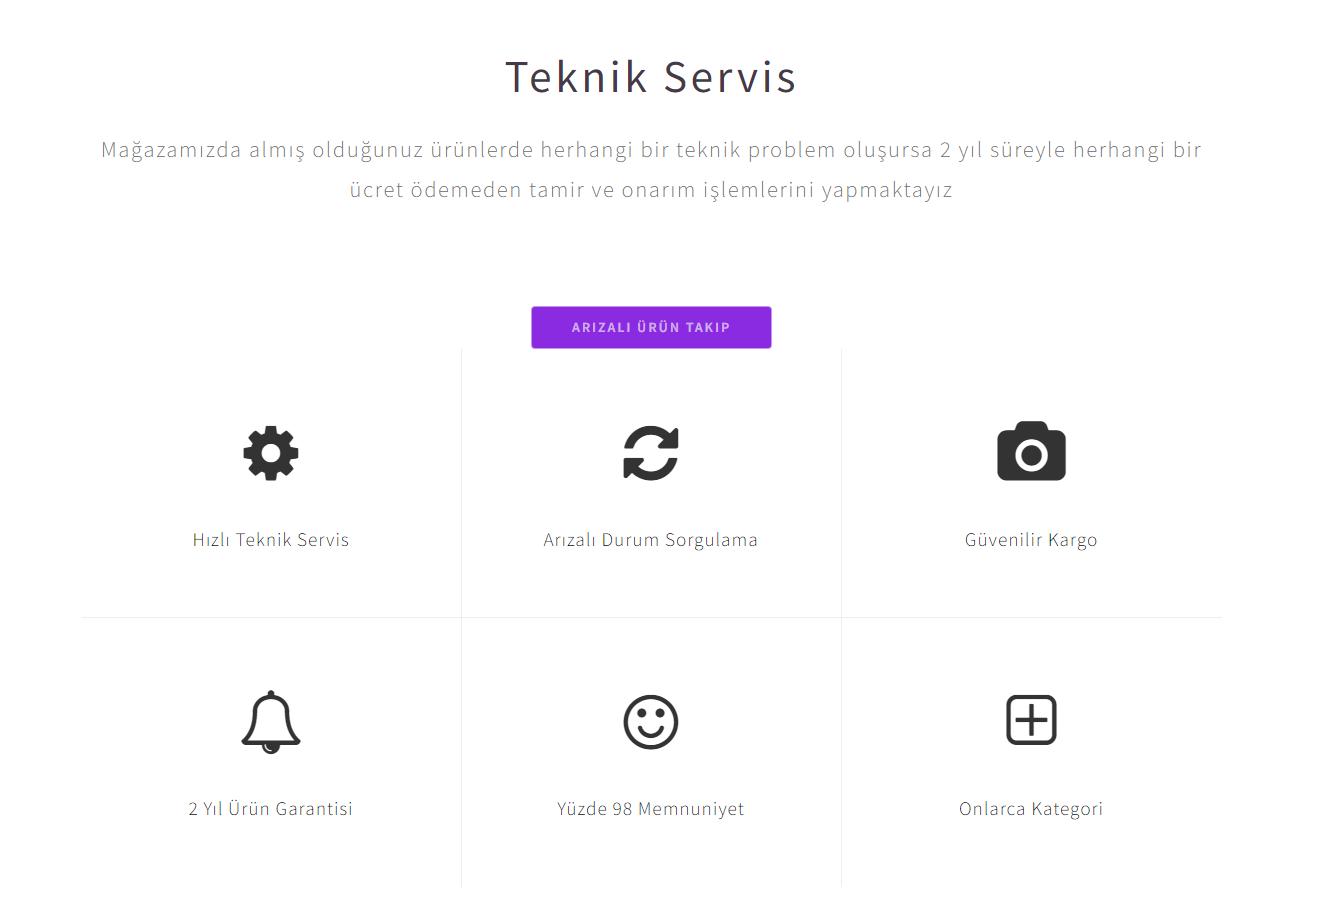 Teknik Servis
Mağazamızda almış olduğunuz ürünlerde herhangi bir teknik problem oluşursa 2 yıl süreyle herhangi bir
ücret ödemeden tamir ve onarım işlemlerini yapmaktayız
ARIZALI ÜRÜN TAKIP
Hızlı Teknik Servis
Arızalı Durum Sorgulama
Güvenilir Kargo
2 Yıl Ürün Garantisi
Yüzde 98 Memnuniyet
Onlarca Kategori